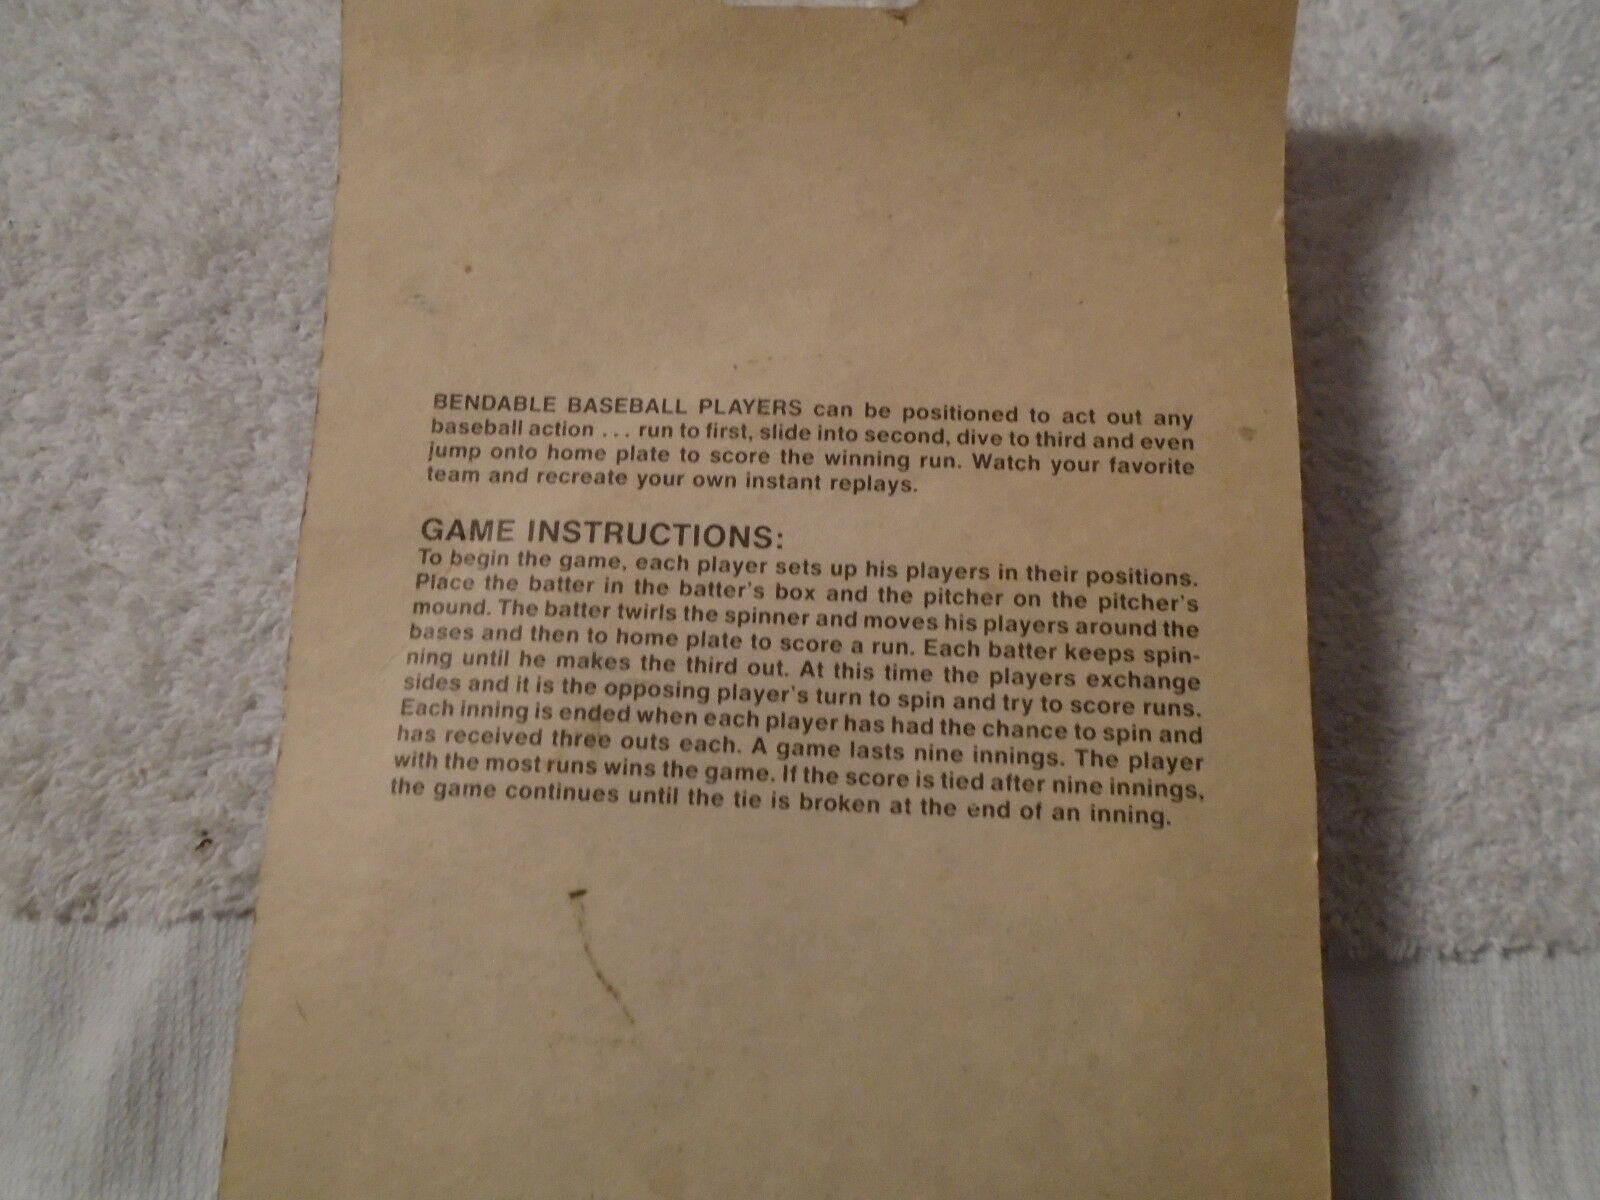 BENDABLE BASEBALL PLAYERS can be positioned to act out any
baseball action ... run to first, slide into second, dive to third and even
jump onto home plate to score the winning run. Watch your favorite
team and recreate your own instant replays.
GAME INSTRUCTIONS:
To begin the game, each player sets up his players in their positions.
Place the batter in the batter's box and the pitcher on the pitcher's
mound. The batter twirls the spinner and moves his players around the
bases and then to home plate to score a run. Each batter keeps spin-
ning until he makes the third out. At this time the players exchange
sides and it is the opposing player's turn to spin and try to score runs.
Each inning is ended when each player has had the chance to spin and
has received three outs each. A game lasts nine innings. The player
with the most runs wins the game. If the score is tied after nine innings,
the game continues until the tie is broken at the end of an inning.